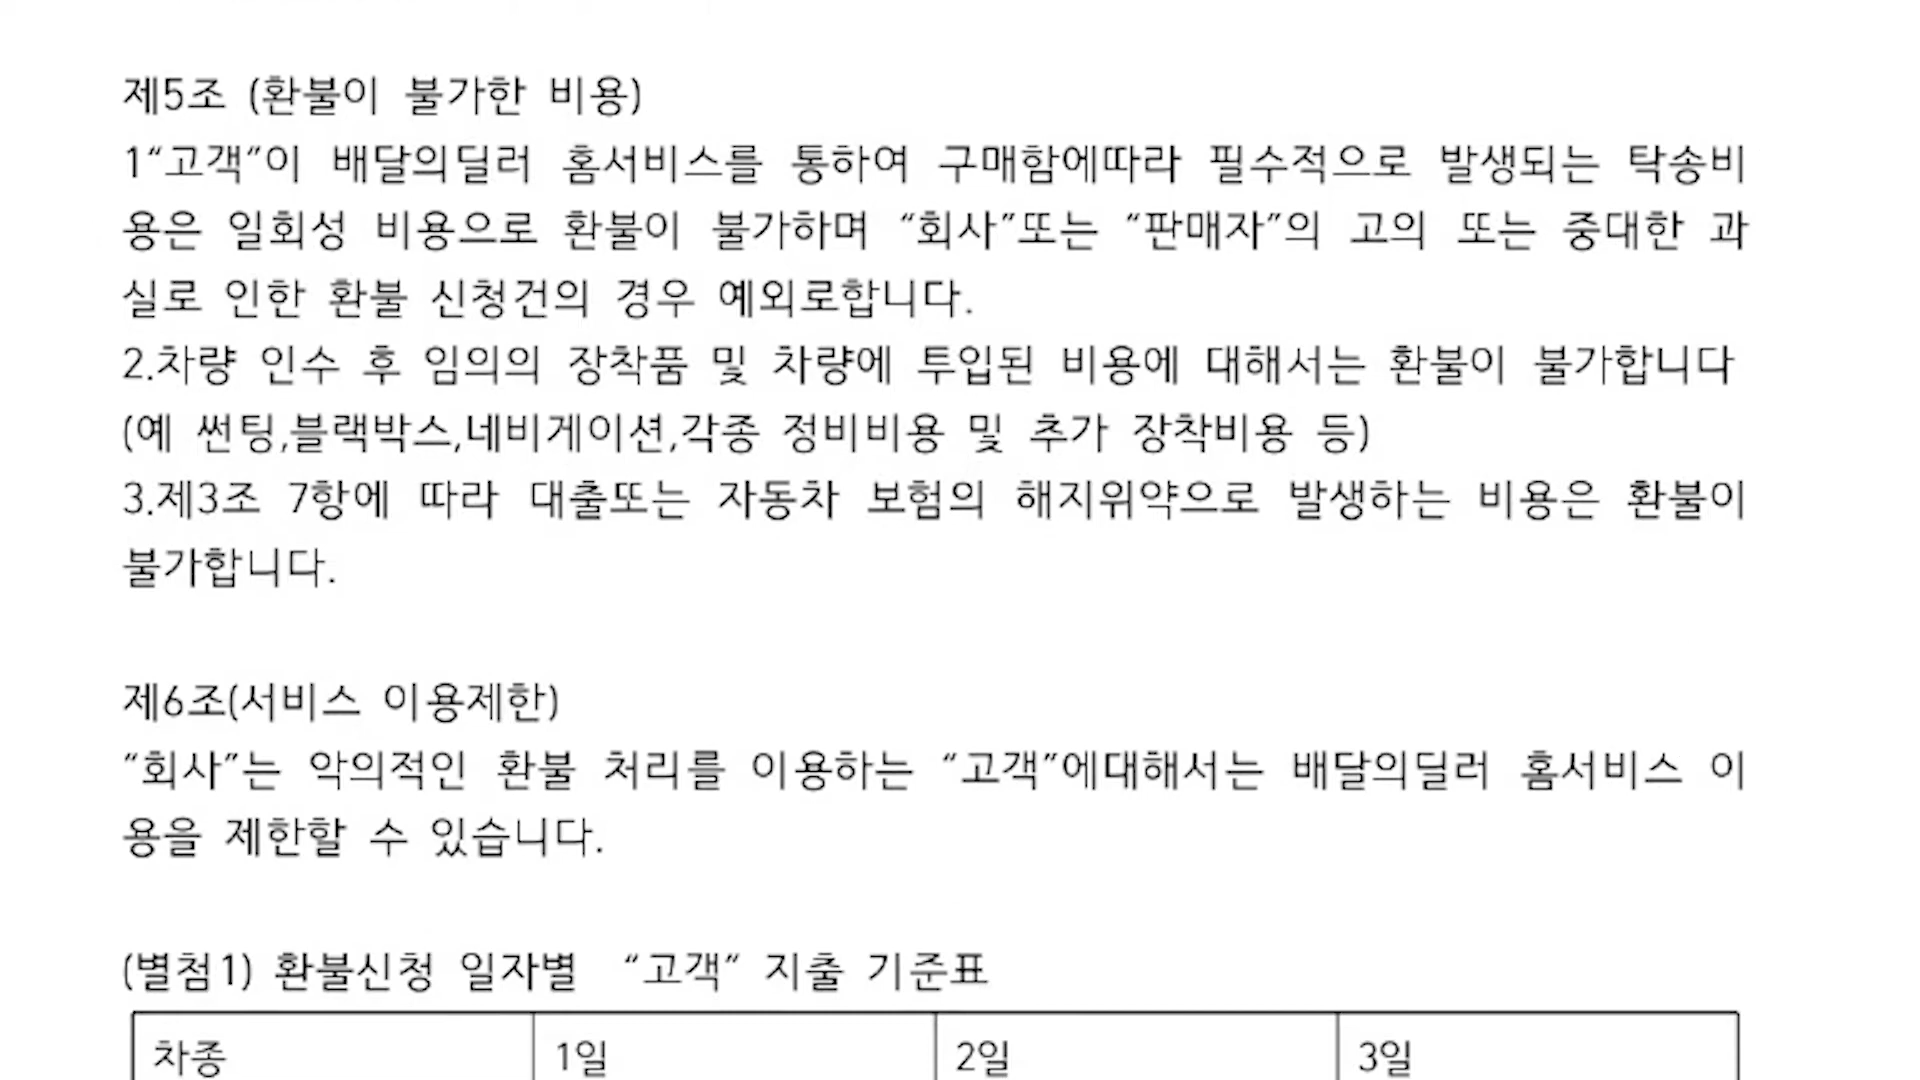 제5조 (환불이 불가한 비용)
1“고객”이 배달의딜러 홈서비스를 통하여 구매함에따라 필수적으로 발생되는 탁송비
용은 일회성 비용으로 환불이 불가하며 “회사”또는 “판매자”의 고의 또는 중대한 과
실로 인한 환불 신청건의 경우 예외로합니다.
2.차량 인수 후 임의의 장착품 및 차량에 투입된 비용에 대해서는 환불이 불가합니다
(예 썬팅,블랙박스,네비게이션,각종 정비비용 및 추가 장착비용 등)
3.제3조 7항에 따라 대출또는 자동차 보험의 해지위약으로 발생하는 비용은 환불이
불가합니다.
제6조(서비스 이용제한)
“회사”는 악의적인 환불 처리를 이용하는 “고객”에대해서는 배달의딜러 홈서비스 이
용을 제한할 수 있습니다.
(별첨1) 환불신청 일자별 “고객” 지출 기준표
차종 1일 2일 3일